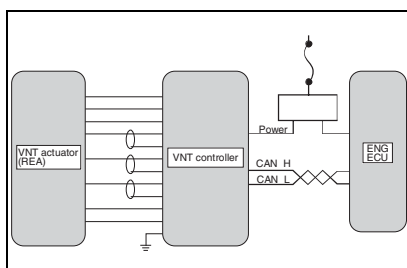 VNT actuator
(REA)
VNT controller
Power
CAN H
CAN L
ENG
ECU